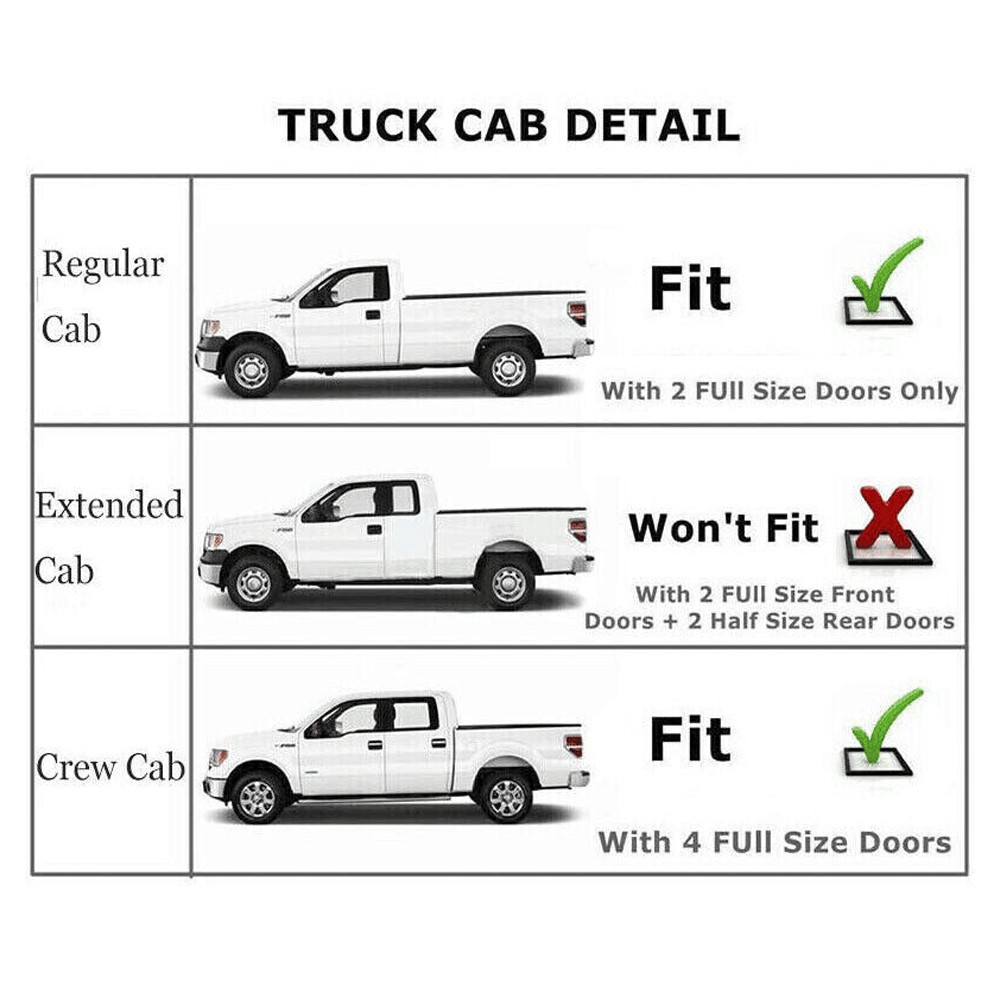 TRUCK CAB DETAIL
Regular
Cab
Fit
With 2 FUll Size Doors Only
Extended
Cab
Won't Fit
With 2 FUll Size Front
Doors + 2 Half Size Rear Doors
Crew Cab
Fit
With 4 FUll Size Doors